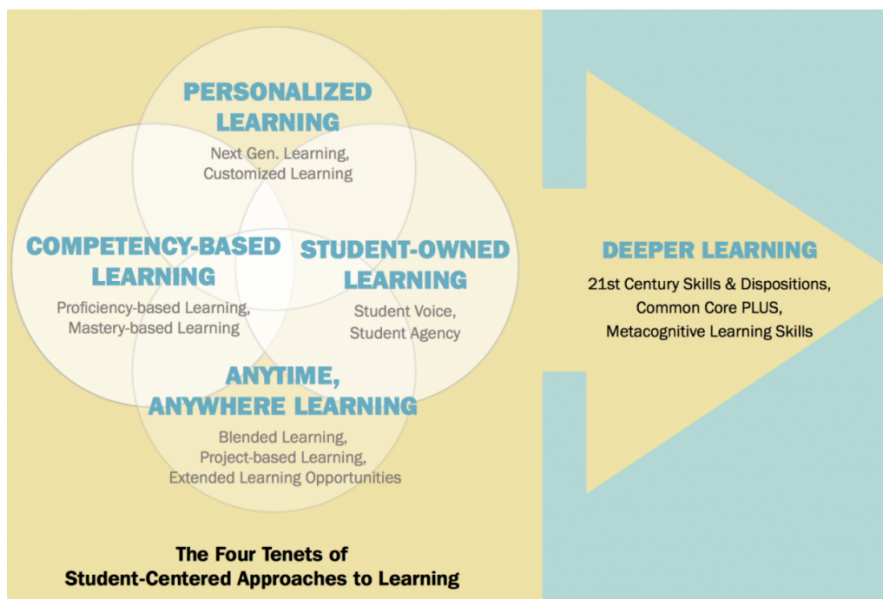 PERSONALIZED
LEARNING
Next Gen. Learning,
Customized Learning
COMPETENCY-BASED
LEARNING
Proficiency-based Learning,
Mastery-based Learning
STUDENT-OWNED
LEARNING
Student Voice,
Student Agency
ANYTIME,
ANYWHERE LEARNING
Blended Learning,
Project-based Learning,
Extended Learning Opportunities
The Four Tenets of
Student-Centered Approaches to Learning
DEEPER LEARNING
21st Century Skills & Dispositions,
Common Core PLUS,
Metacognitive Learning Skills